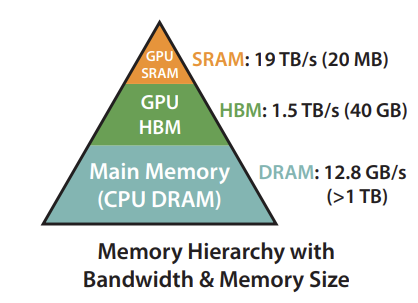 GPU
SRAM
SRAM: 19 TB/s (20 MB)
GPU
HBM
HBM: 1.5 TB/s (40 GB)
Main Memory
(CPU DRAM)
DRAM: 12.8 GB/s
(>1 TB)
Memory Hierarchy with
Bandwidth & Memory Size